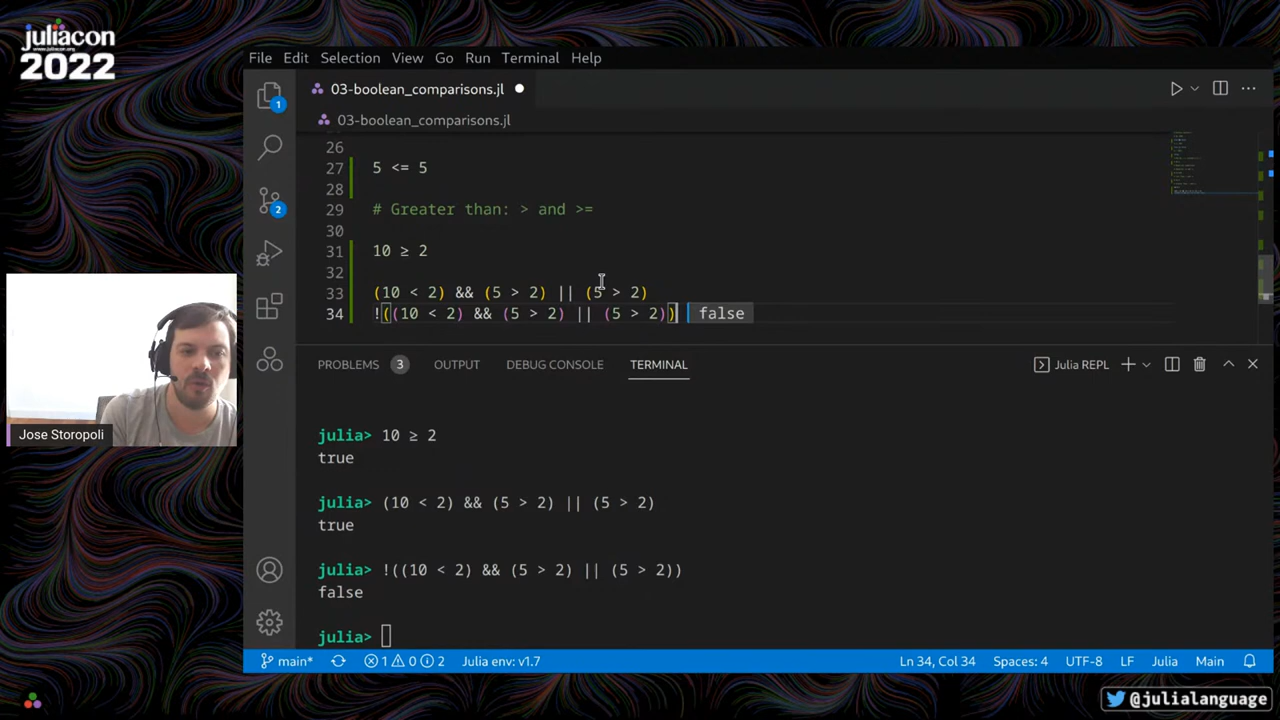 juliacon
www.juliacon.org
2022
File Edit Selection View Go Run Terminal Help
03-boolean_comparisons.jl
03-boolean_comparisons.jl
1
26
27 5 <= 5
28
29 # Greater than: > and >=
30
31 10 ≥ 2
32
33 (10 < 2) && (5 > 2) || (5 > 2)
34 !((10 < 2) && (5 > 2) || (5 > 2)) false
2
PROBLEMS 3 OUTPUT DEBUG CONSOLE TERMINAL Julia REPL
julia> 10 ≥ 2
true
julia> (10 < 2) && (5 > 2) || (5 > 2)
true
julia> !((10 < 2) && (5 > 2) || (5 > 2))
false
julia>
Jose Storopoli
main* 1 0 2 Julia env: v1.7 Ln 34, Col 34 Spaces: 4 UTF-8 LF Julia Main
@julialanguage